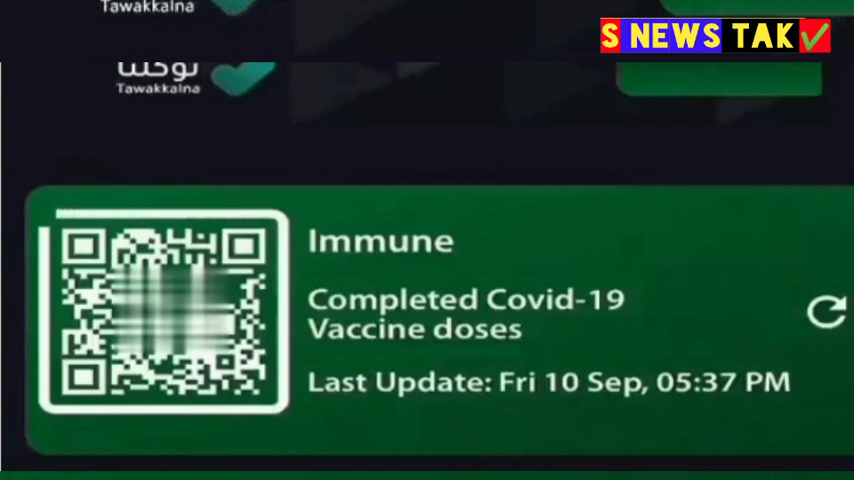 Tawakkalna
S NEWS TAK
توكلنا
Tawakkalna
Immune
Completed Covid-19
Vaccine doses
Last Update: Fri 10 Sep, 05:37 PM